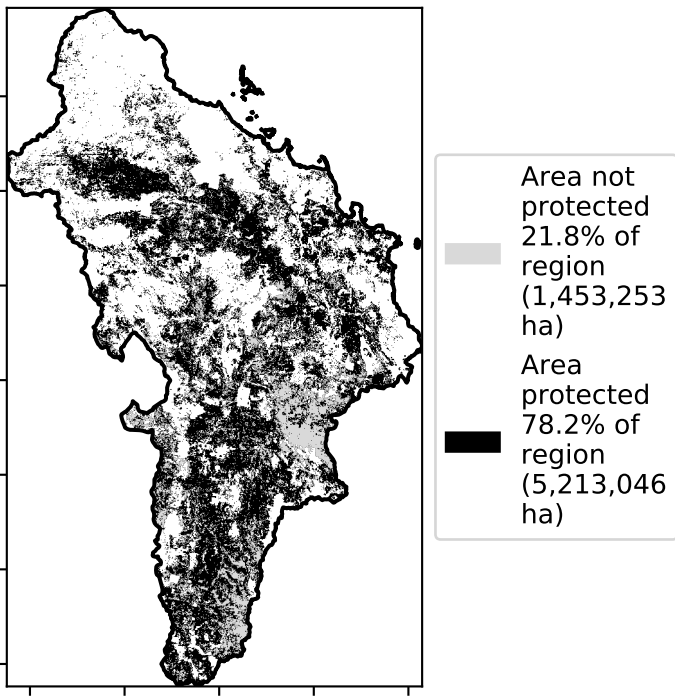 Area not
protected
21.8% of
region
(1,453,253
ha)
Area
protected
78.2% of
region
(5,213,046
ha)